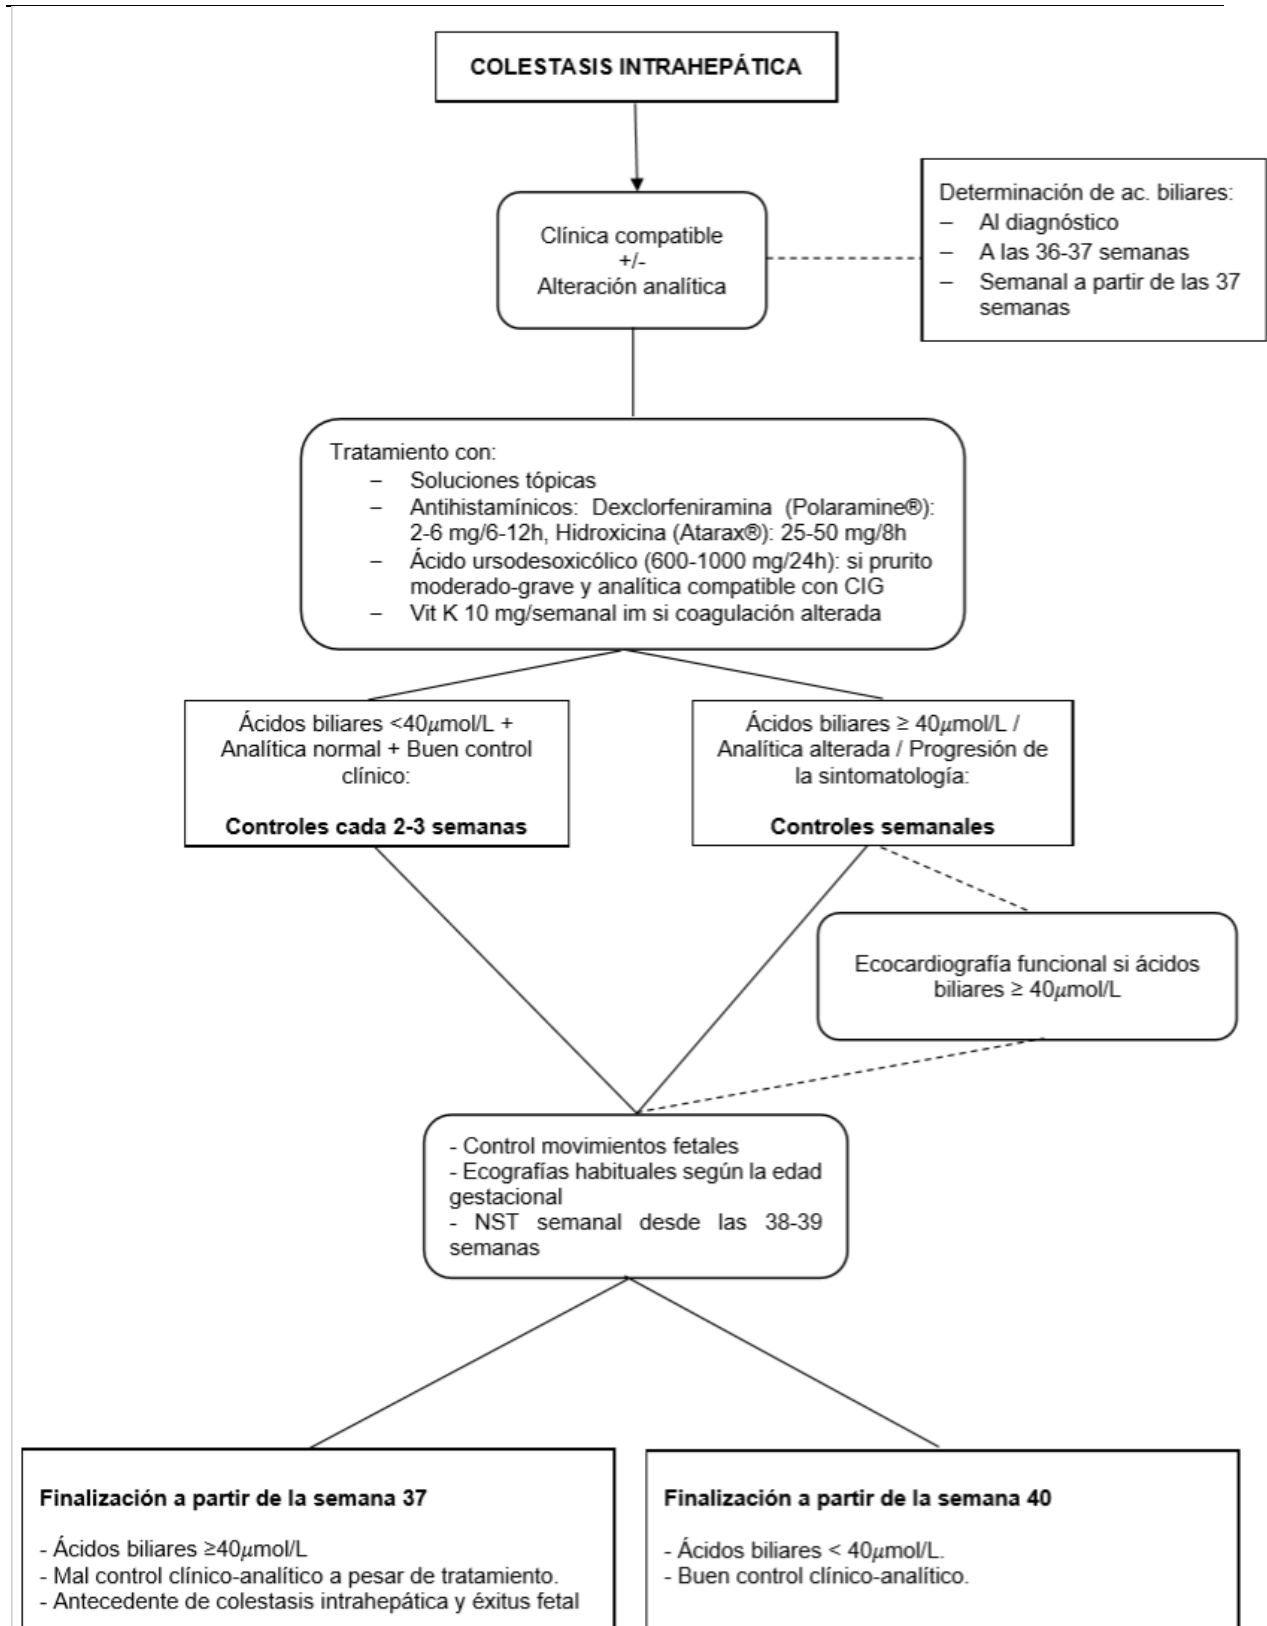 COLESTASIS INTRAHEPÁTICA
Clínica compatible
+/-
Alteración analítica
Determinación de ac. biliares:
– Al diagnóstico
– A las 36-37 semanas
– Semanal a partir de las 37
semanas
Tratamiento con:
– Soluciones tópicas
– Antihistamínicos: Dexclorfeniramina (Polaramine®):
2-6 mg/6-12h, Hidroxicina (Atarax®): 25-50 mg/8h
– Ácido ursodesoxicólico (600-1000 mg/24h): si prurito
moderado-grave y analítica compatible con CIG
– Vit K 10 mg/semanal im si coagulación alterada
Ácidos biliares <40µmol/L +
Analítica normal + Buen control
clínico:
Controles cada 2-3 semanas
Ácidos biliares ≥ 40µmol/L /
Analítica alterada / Progresión de
la sintomatología:
Controles semanales
Ecocardiografía funcional si ácidos
biliares ≥ 40µmol/L
- Control movimientos fetales
- Ecografías habituales según la edad
gestacional
- NST semanal desde las 38-39
semanas
Finalización a partir de la semana 37
- Ácidos biliares ≥40µmol/L
- Mal control clínico-analítico a pesar de tratamiento.
- Antecedente de colestasis intrahepática y éxitus fetal
Finalización a partir de la semana 40
- Ácidos biliares < 40µmol/L.
- Buen control clínico-analítico.